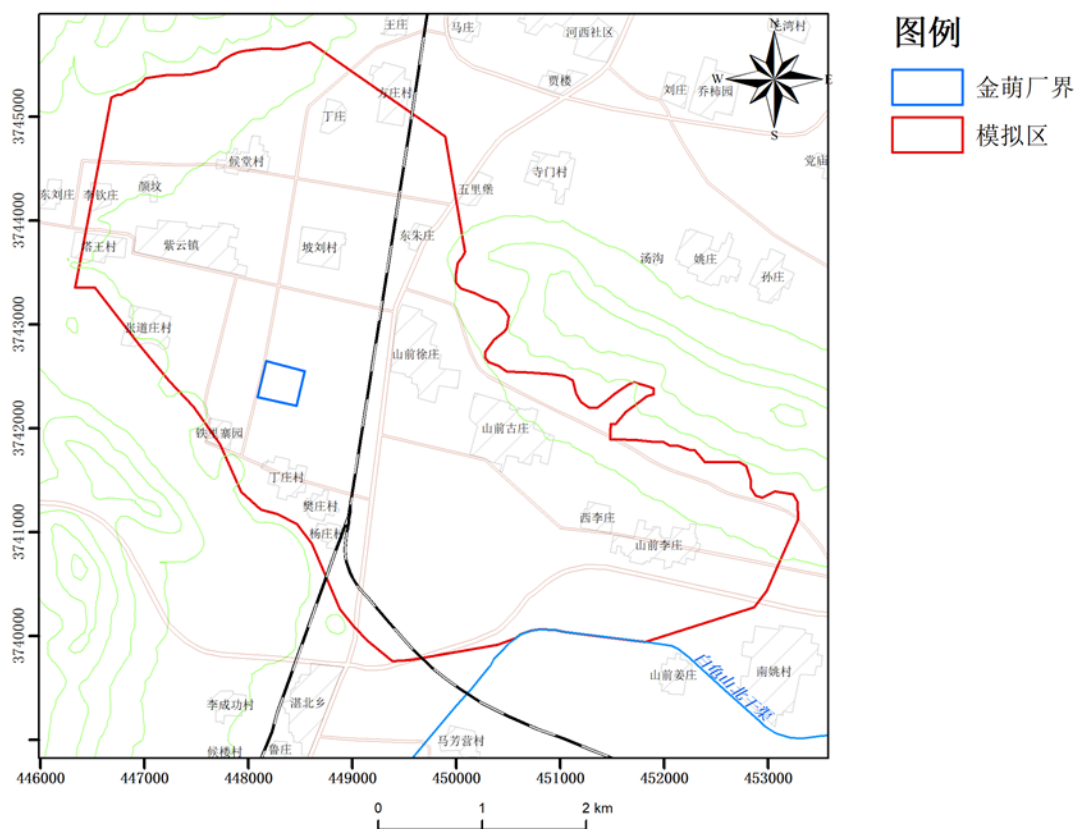 图例
金萌厂界
模拟区
N
W
E
S
王庄
马庄
河西社区
贾楼
刘庄
乔柿园
方庄村
丁庄
候堂村
寺门村
五里堡
党庙
东刘庄
李钦庄
颜坟
塔王村
紫云镇
坡刘村
东朱庄
汤沟
姚庄
孙庄
张道庄村
山前徐庄
山前古庄
铁里寨园
丁庄村
樊庄村
杨庄村
西李庄
山前李庄
白龟山北干渠
山前姜庄
南姚村
李成功村
湛北乡
候楼村
鲁庄
马芳营村
3745000
3744000
3743000
3742000
3741000
3740000
446000
447000
448000
449000
450000
451000
452000
453000
0
1
2 km